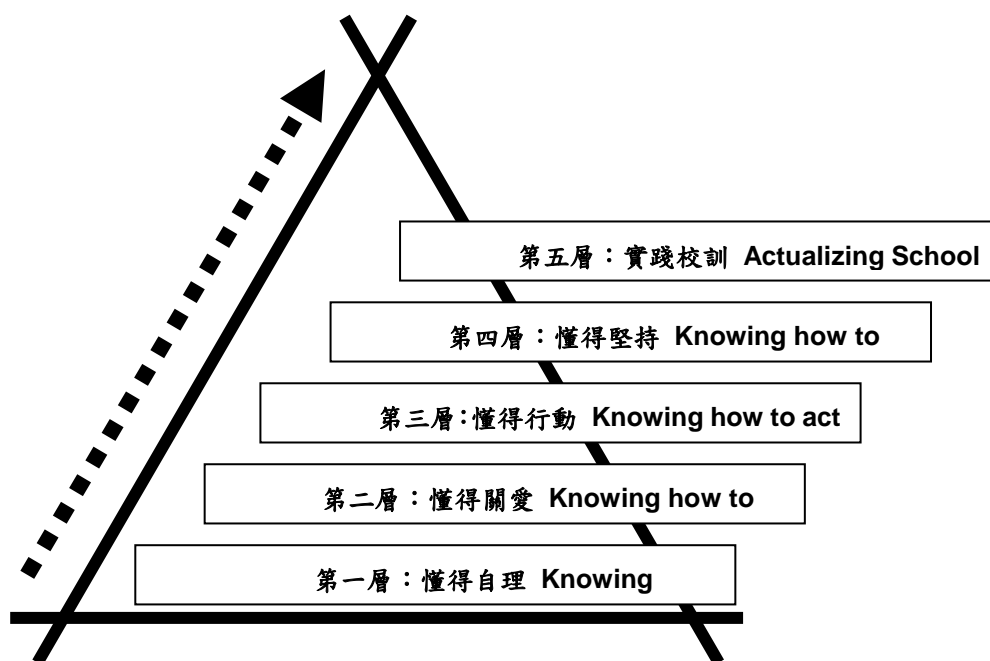 第五層：實踐校訓 Actualizing School
第四層：懂得堅持 Knowing how to
第三層：懂得行動 Knowing how to act
第二層：懂得關愛 Knowing how to
第一層：懂得自理 Knowing